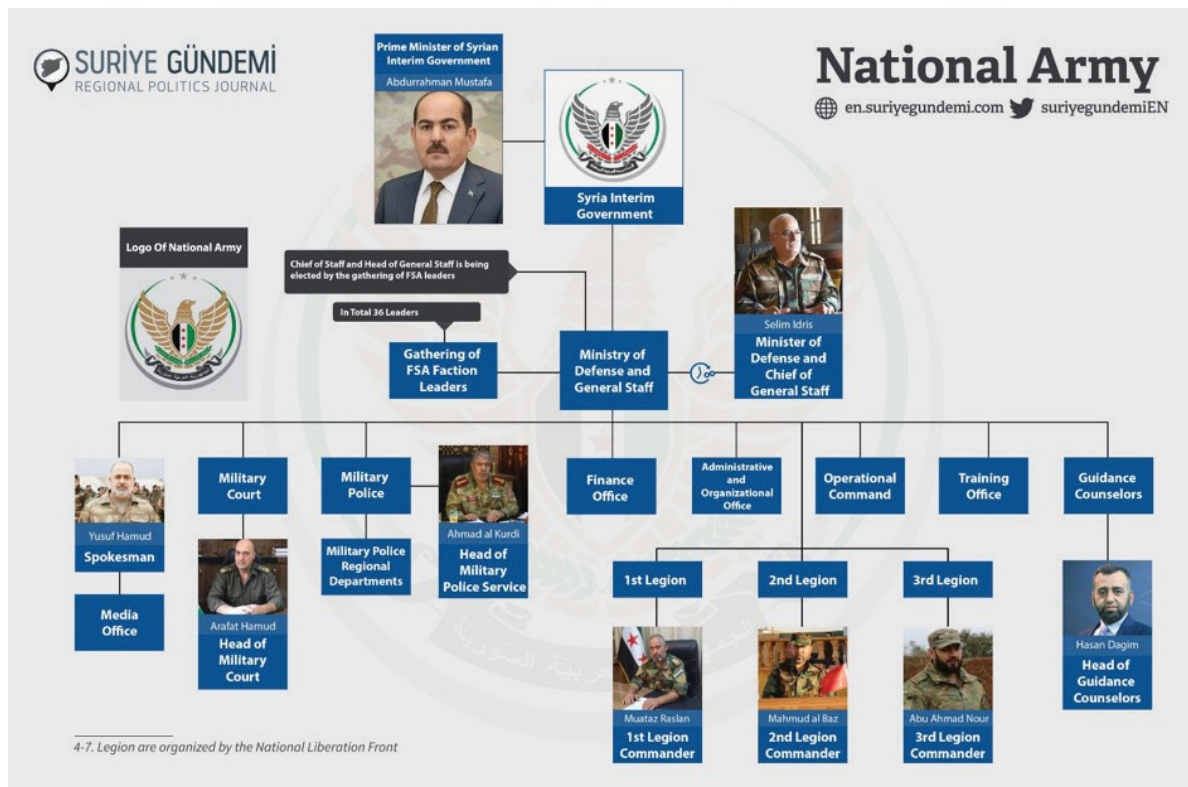 SURİYE GÜNDEMİ
REGIONAL POLITICS JOURNAL
Prime Minister of Syrian
Interim Government
Abdurrahman Mustafa
Syria Interim
Government
National Army
en.suriyegundemi.com
suriyegundemiEN
Logo Of National Army
Chief of Staff and Head of General Staff is being
elected by the gathering of FSA leaders
In Total 36 Leaders
Gathering of
FSA Faction
Leaders
Ministry of
Defense and
General Staff
Selim Idris
Minister of
Defense and
Chief of
General Staff
Yusuf Hamud
Spokesman
Media
Office
Military
Court
Arafat Hamud
Head of
Military
Court
Military
Police
Military Police
Regional
Departments
Ahmad al Kurdi
Head of
Military
Police Service
Finance
Office
Administrative
and
Organizational
Office
Operational
Command
Training
Office
Guidance
Counselors
Hasan Dagim
Head of
Guidance
Counselors
1st Legion
Muataz Raslan
1st Legion
Commander
2nd Legion
Mahmud al Baz
2nd Legion
Commander
3rd Legion
Abu Ahmad Nour
3rd Legion
Commander
4-7. Legion are organized by the National Liberation Front